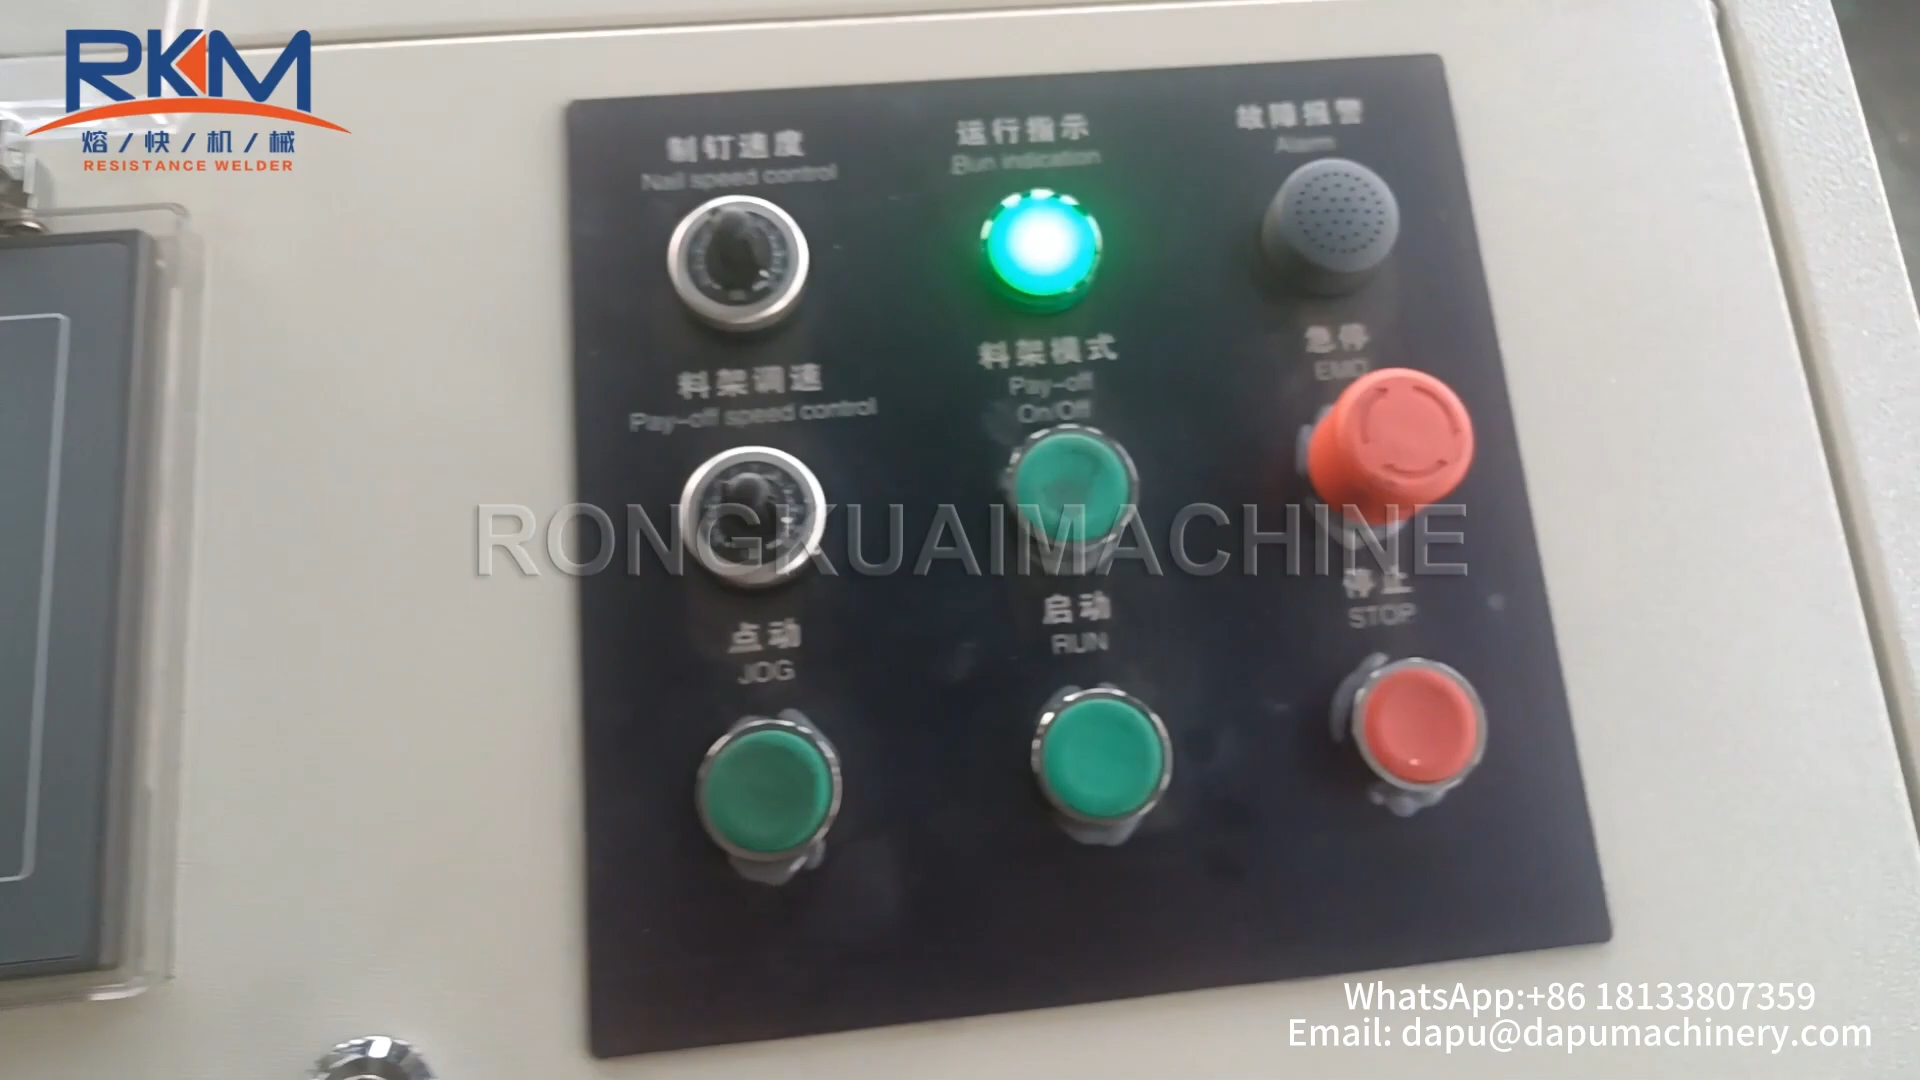 RKM
熔/快/机/械
RESISTANCE WELDER
制钉速度
Nail speed control
运行指示
Run indication
故障报警
Alarm
料架调速
Pay-off speed control
料架模式
Pay-off
On/Off
急停
EMO
RONGKUAIMACHINE
点动
JOG
启动
RUN
停止
STOP
WhatsApp:+86 18133807359
Email: dapu@dapumachinery.com